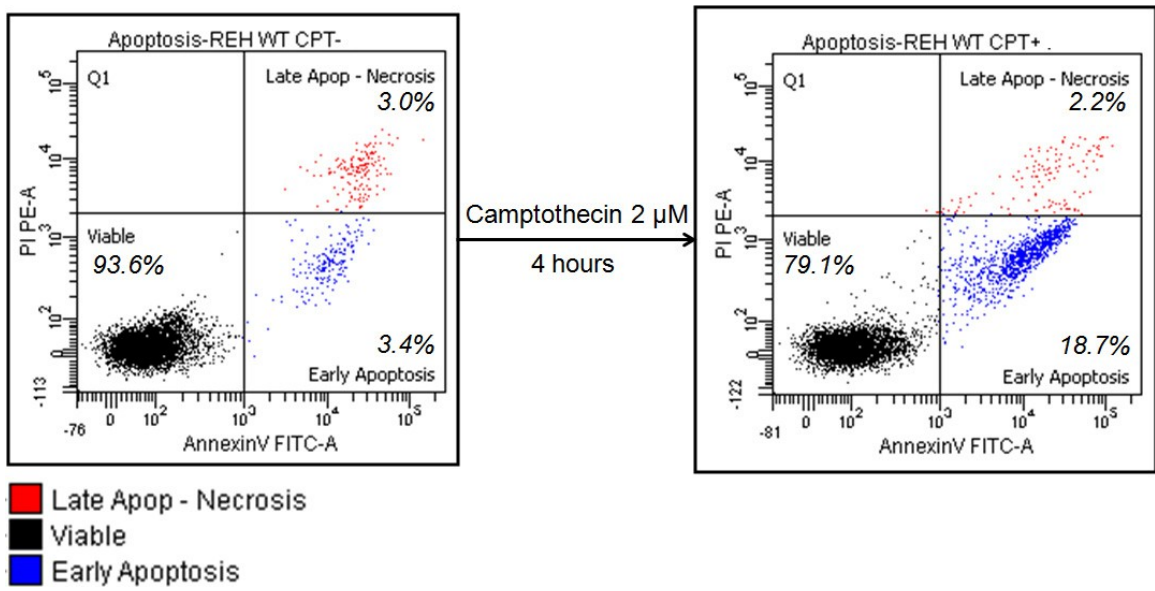 Apoptosis-REH WT CPT-
Q1
Late Apop - Necrosis
3.0%
Viable
93.6%
3.4%
Early Apoptosis
PI PE-A
10^5
10^4
10^3
10^2
0
-113
-76
0
10^2
10^3
10^4
10^5
AnnexinV FITC-A
Camptothecin 2 µM
4 hours
Apoptosis-REH WT CPT+ .
Q1
Late Apop - Necrosis
2.2%
Viable
79.1%
18.7%
Early Apoptosis
PI PE-A
10^5
10^4
10^3
10^2
0
-122
-81
0
10^2
10^3
10^4
10^5
AnnexinV FITC-A
Late Apop - Necrosis
Viable
Early Apoptosis